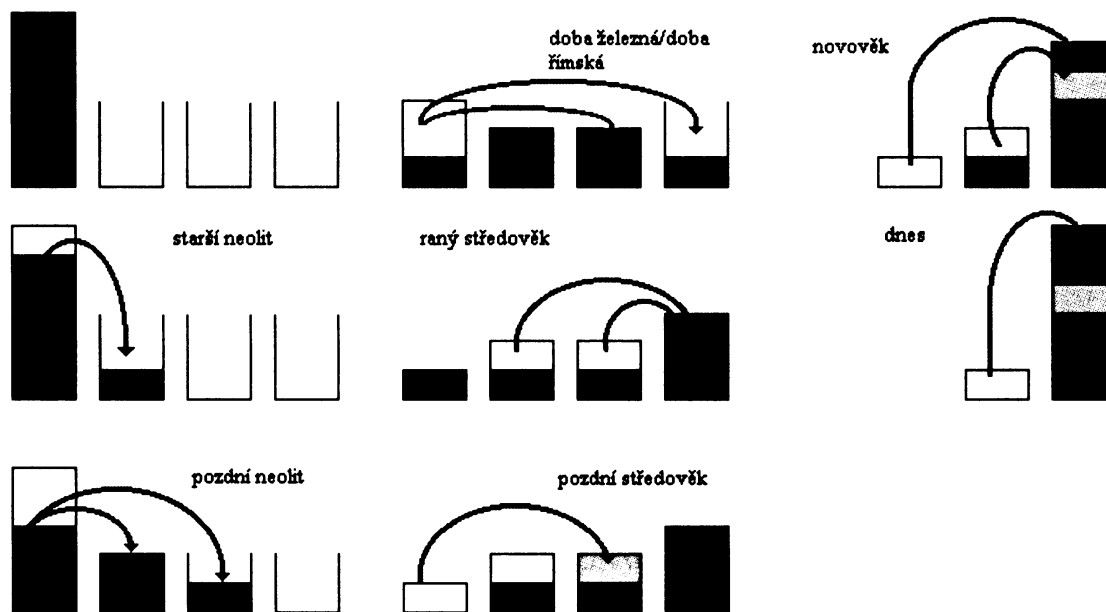 doba železná/doba
římská
novověk
starší neolit
raný středověk
dnes
pozdní neolit
pozdní středověk